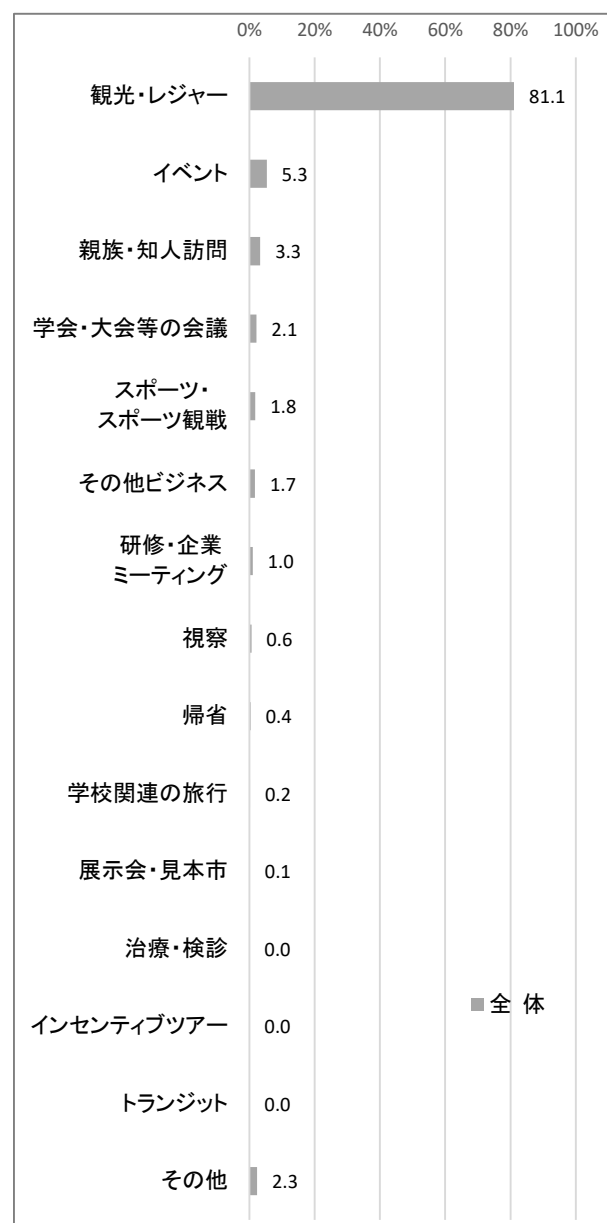 0% 20% 40% 60% 80% 100%
観光・レジャー 81.1
イベント 5.3
親族・知人訪問 3.3
学会・大会等の会議 2.1
スポーツ・
スポーツ観戦 1.8
その他ビジネス 1.7
研修・企業
ミーティング 1.0
視察 0.6
帰省 0.4
学校関連の旅行 0.2
展示会・見本市 0.1
治療・検診 0.0
全 体
インセンティブツアー 0.0
トランジット 0.0
その他 2.3